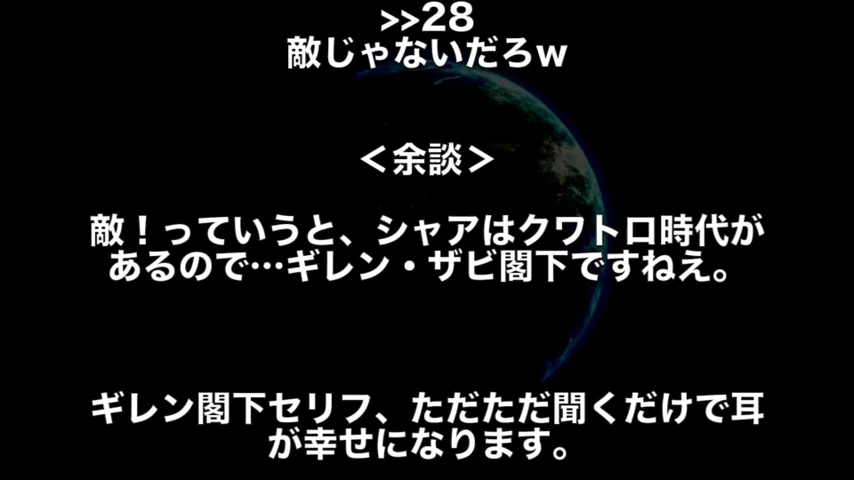 >>28
敵じゃないだろw
＜余談＞
敵！っていうと、シャアはクワトロ時代が
あるので…ギレン・ザビ閣下ですねえ。
ギレン閣下セリフ、ただただ聞くだけで耳
が幸せになります。